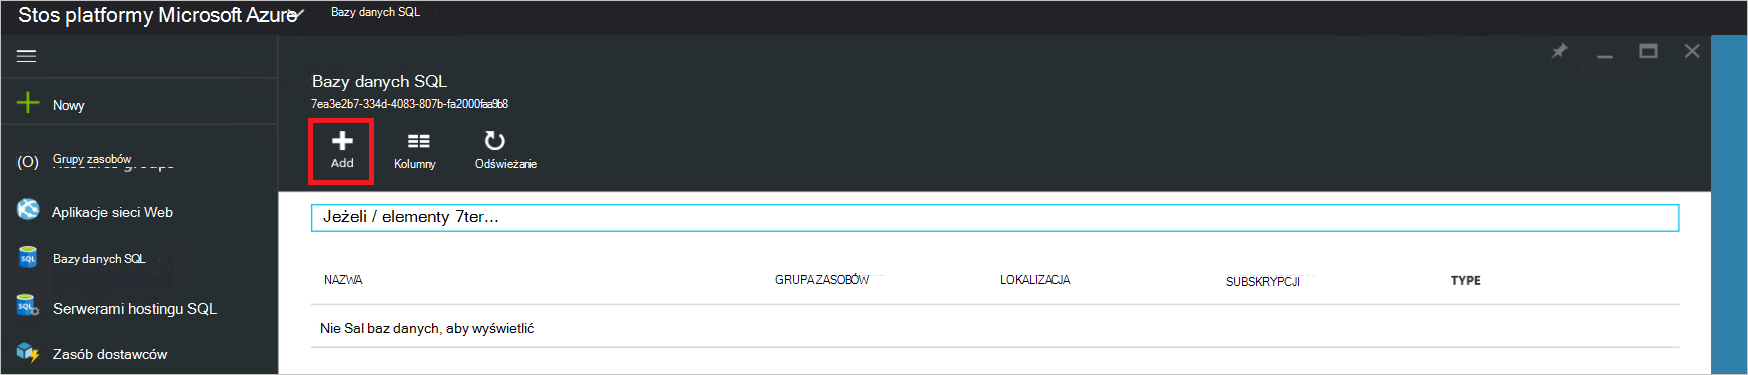 Stos platformy Microsoft Azure
Bazy danych SQL
Bazy danych SQL
7ea3e2b7-334d-4083-807b-fa2000faa9b8
Nowy
Add
Kolumny
Odświeżanie
(O) Grupy zasobów
Aplikacje sieci Web
Bazy danych SQL
Serwerami hostingu SQL
Zasób dostawców
Jeżeli / elementy 7ter...
NAZWA
GRUPA ZASOBÓW
LOKALIZACJA
SUBSKRYPCJI
TYPE
Nie Sal baz danych, aby wyświetlić